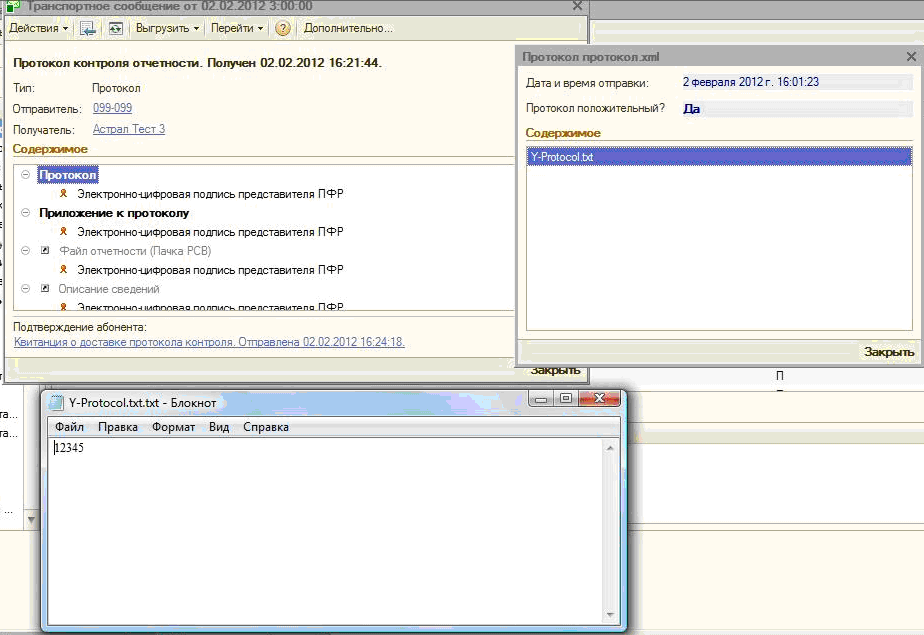 Транспортное сообщение от 02.02.2012 3:00:00
Действия
Выгрузить
Перейти
Дополнительно...
Протокол контроля отчетности. Получен 02.02.2012 16:21:44.
Тип: Протокол
Отправитель: 099-099
Получатель: Астрал Тест 3
Содержимое
Протокол
Электронно-цифровая подпись представителя ПФР
Приложение к протоколу
Электронно-цифровая подпись представителя ПФР
Файл отчетности (Пачка РСВ)
Электронно-цифровая подпись представителя ПФР
Описание сведений
Электронно-цифровая подпись представителя ПФР
Подтверждение абонента:
Квитанция о доставке протокола контроля. Отправлена 02.02.2012 16:24:18.
Закрыть
Протокол протокол.xml
Дата и время отправки: 2 февраля 2012 г. 16:01:23
Протокол положительный? Да
Содержимое
Y-Protocol.txt
Закрыть
П
та...
та...
...
Y-Protocol.txt.txt - Блокнот
Файл Правка Формат Вид Справка
12345